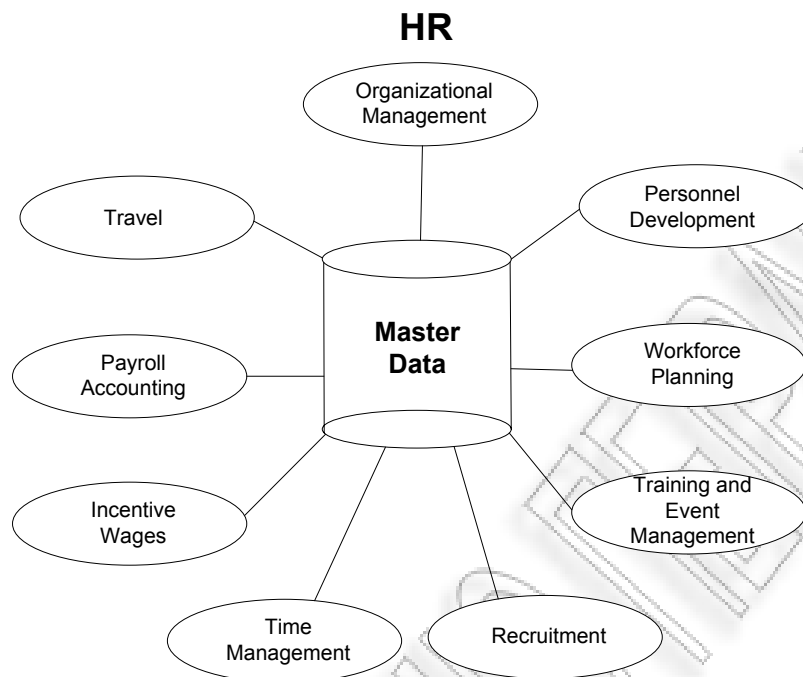 HR
Organizational
Management
Travel
Personnel
Development
Master
Data
Payroll
Accounting
Workforce
Planning
Incentive
Wages
Training and
Event
Management
Time
Management
Recruitment